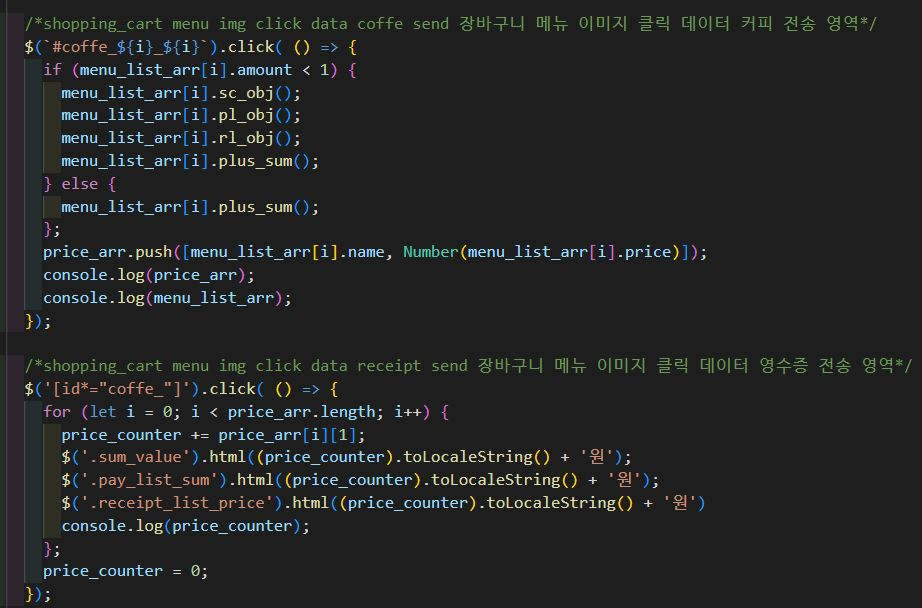 /*shopping_cart menu img click data coffe send 장바구니 메뉴 이미지 클릭 데이터 커피 전송 영역*/
$(`#coffe_${i}_${i}`).click( () => {
if (menu_list_arr[i].amount < 1) {
menu_list_arr[i].sc_obj();
menu_list_arr[i].pl_obj();
menu_list_arr[i].rl_obj();
menu_list_arr[i].plus_sum();
} else {
menu_list_arr[i].plus_sum();
};
price_arr.push([menu_list_arr[i].name, Number(menu_list_arr[i].price)]);
console.log(price_arr);
console.log(menu_list_arr);
});
/*shopping_cart menu img click data receipt send 장바구니 메뉴 이미지 클릭 데이터 영수증 전송 영역*/
$('[id*="coffe_"]').click( () => {
for (let i = 0; i < price_arr.length; i++) {
price_counter += price_arr[i][1];
$('.sum_value').html((price_counter).toLocaleString() + '원');
$('.pay_list_sum').html((price_counter).toLocaleString() + '원');
$('.receipt_list_price').html((price_counter).toLocaleString() + '원')
console.log(price_counter);
};
price_counter = 0;
});